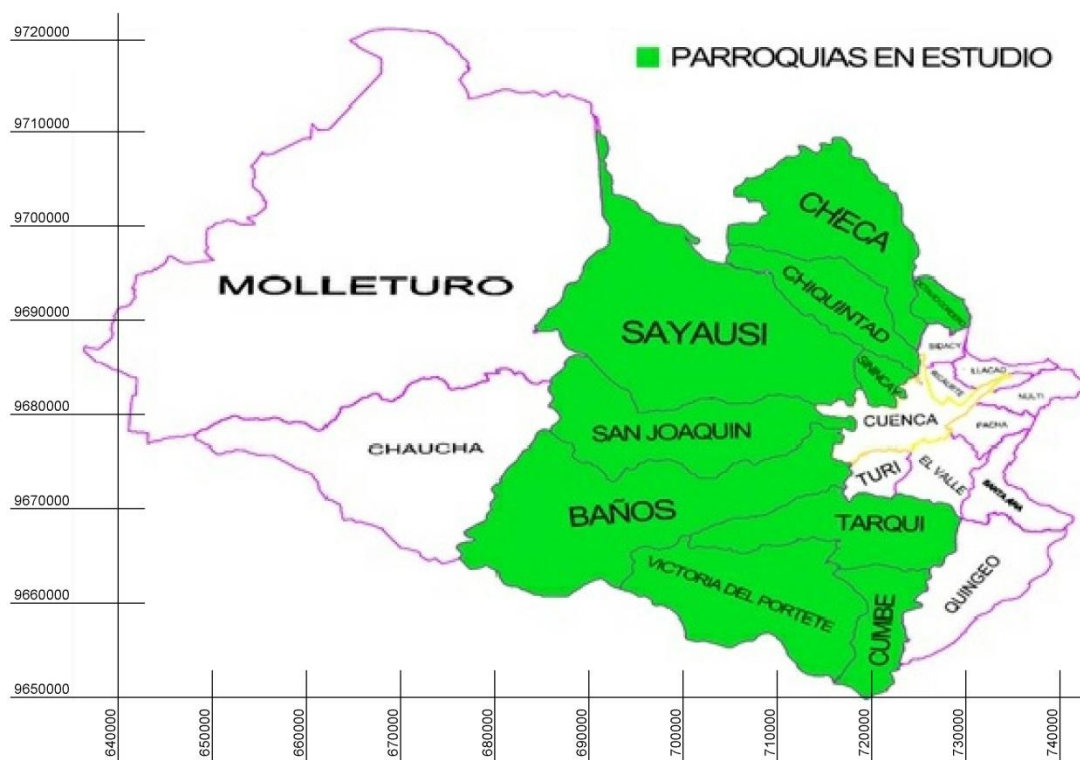 9720000
PARROQUIAS EN ESTUDIO
9710000
9700000
CHECA
MOLLETURO
CHIQUINTAD
9690000
SAYAUSI
SIDACY
SININCAY
LLACAO
RICAURTE
NULTI
9680000
CUENCA
PACHA
SAN JOAQUIN
CHAUCHA
TURI
EL VALLE
SANTA ANA
9670000
BAÑOS
TARQUI
VICTORIA DEL PORTETE
QUINGEO
9660000
CUMBE
9650000
640000
650000
660000
670000
680000
690000
700000
710000
720000
730000
740000